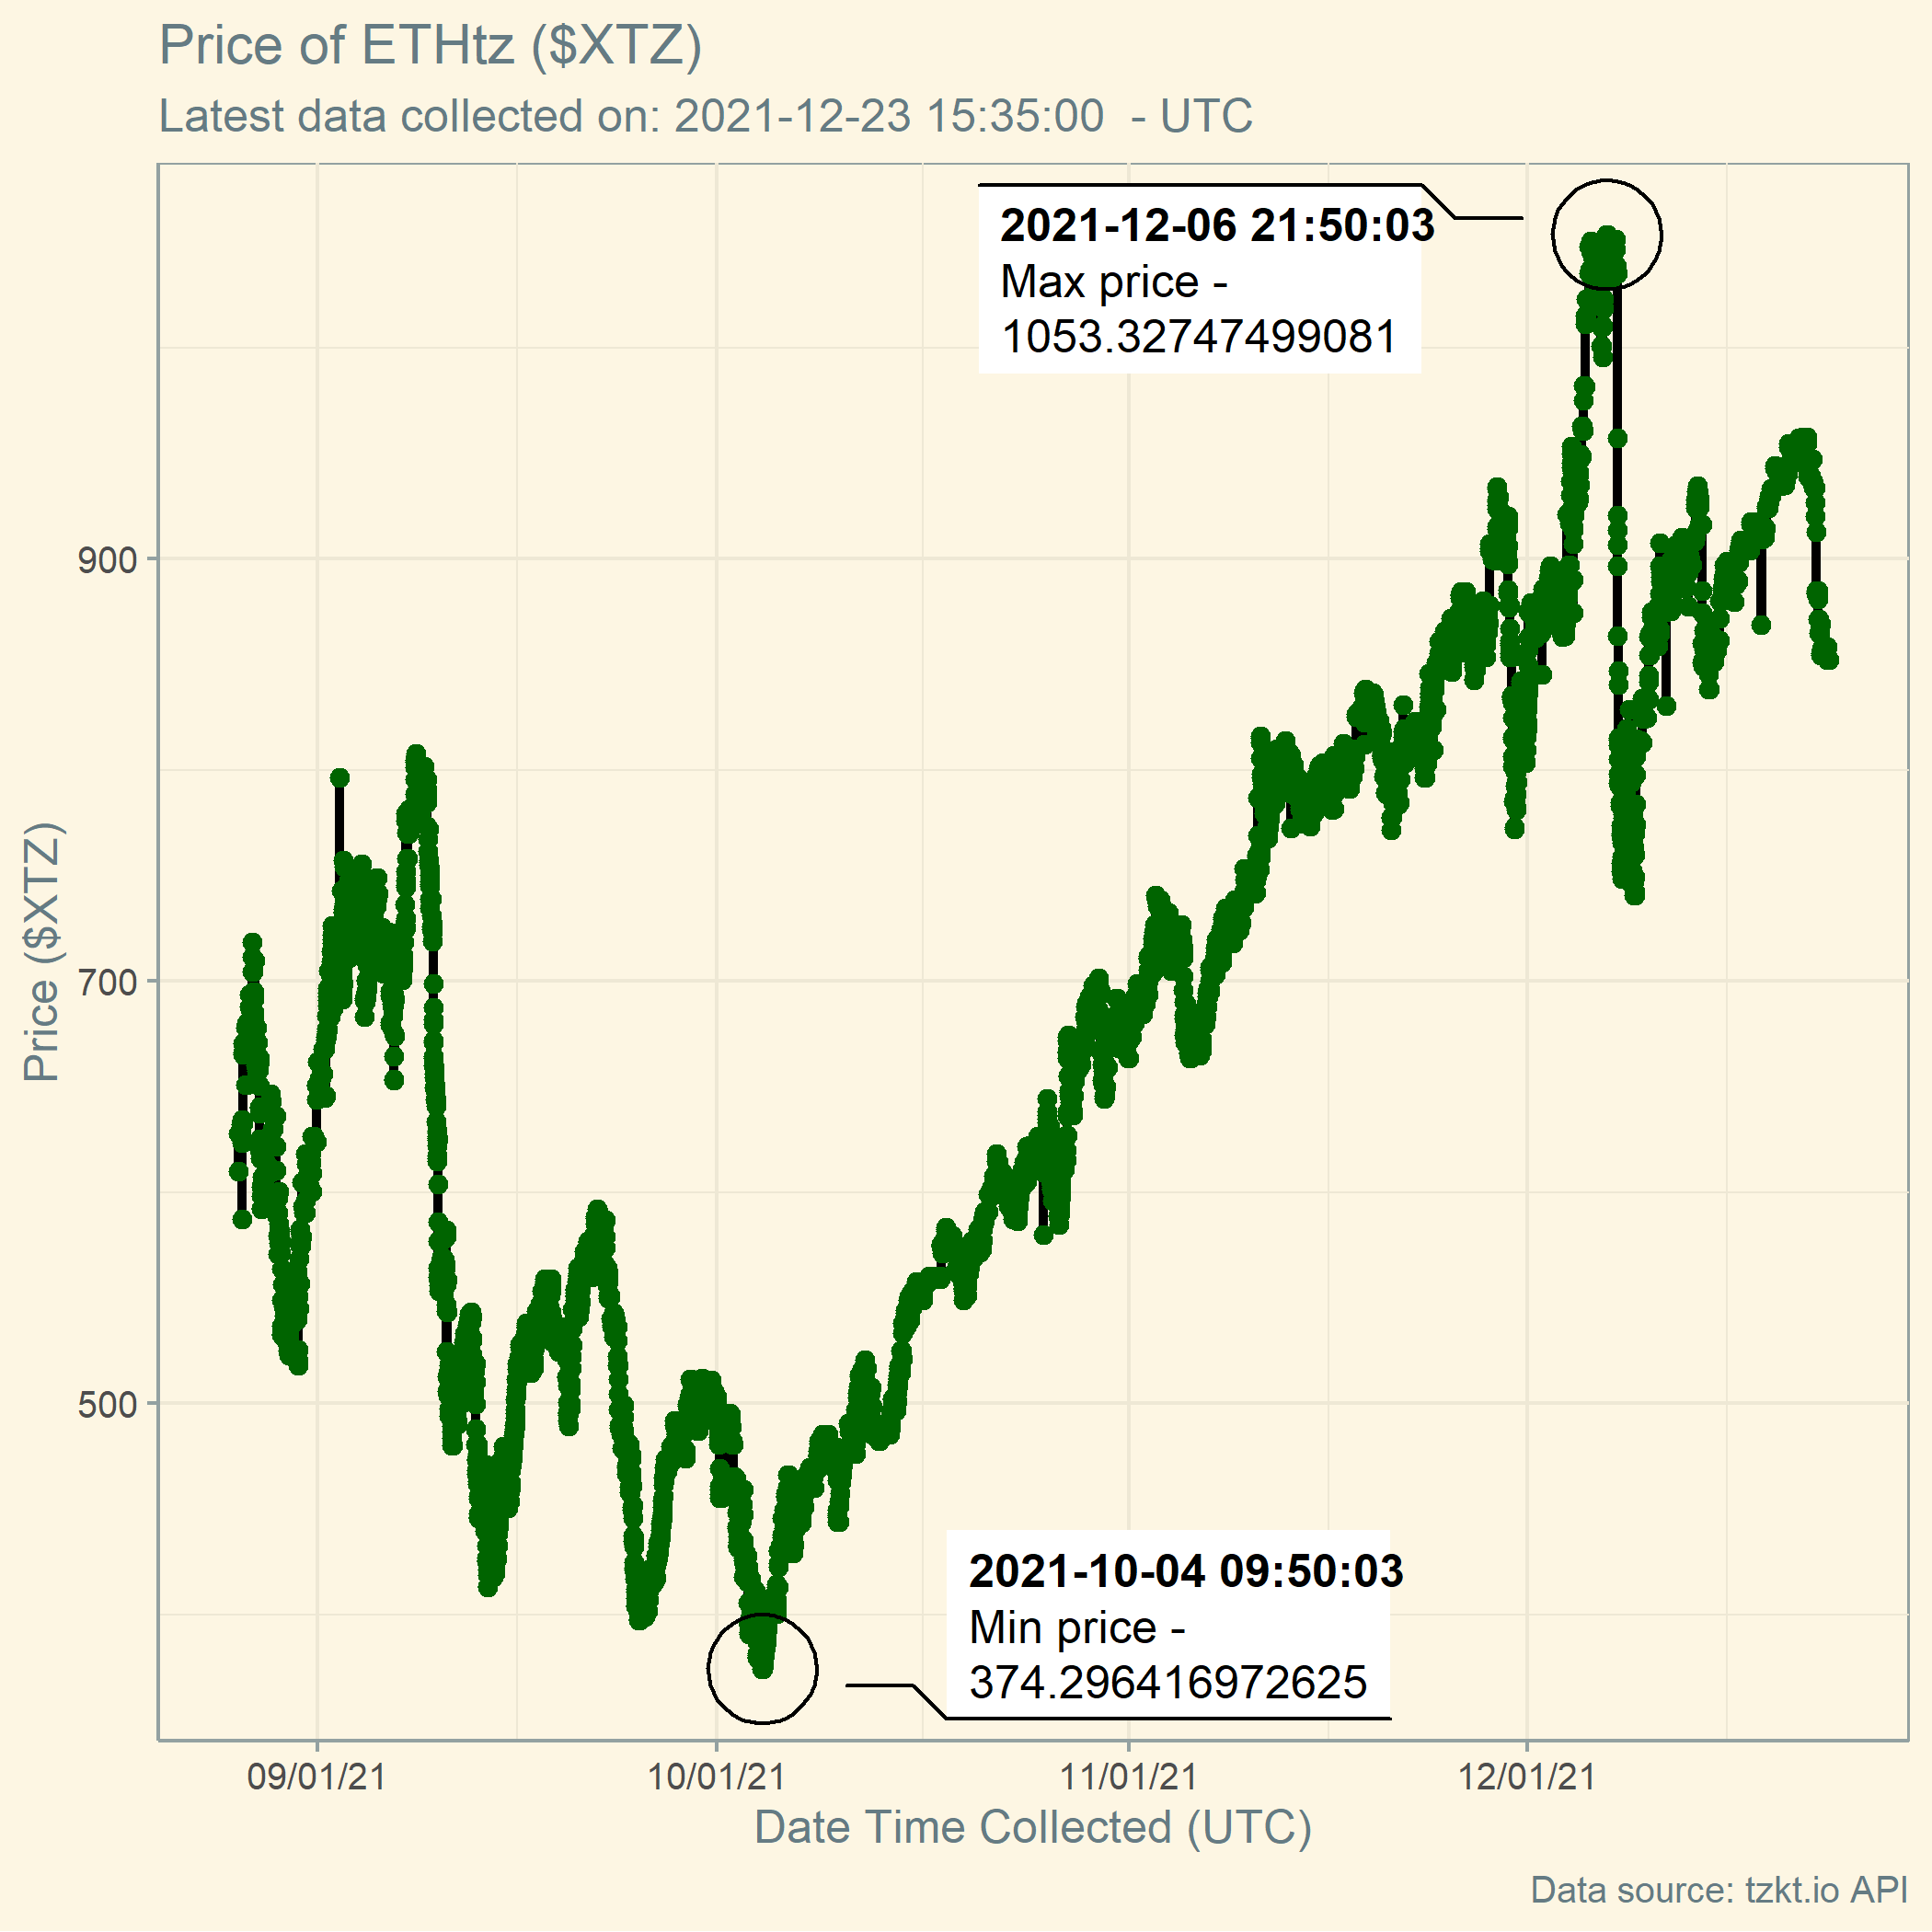 Price of ETHtz ($XTZ)
Latest data collected on: 2021-12-23 15:35:00  - UTC
2021-12-06 21:50:03
Max price -
1053.32747499081
900
700
500
Price ($XTZ)
2021-10-04 09:50:03
Min price -
374.296416972625
09/01/21
10/01/21
11/01/21
12/01/21
Date Time Collected (UTC)
Data source: tzkt.io API